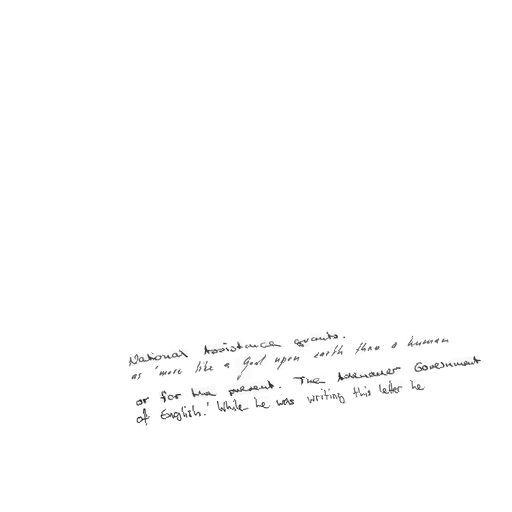 National Assistance grants.
as 'more like a God upon earth than a human
or for the present. The Adenauer Government
of English.' While he was writing this letter he